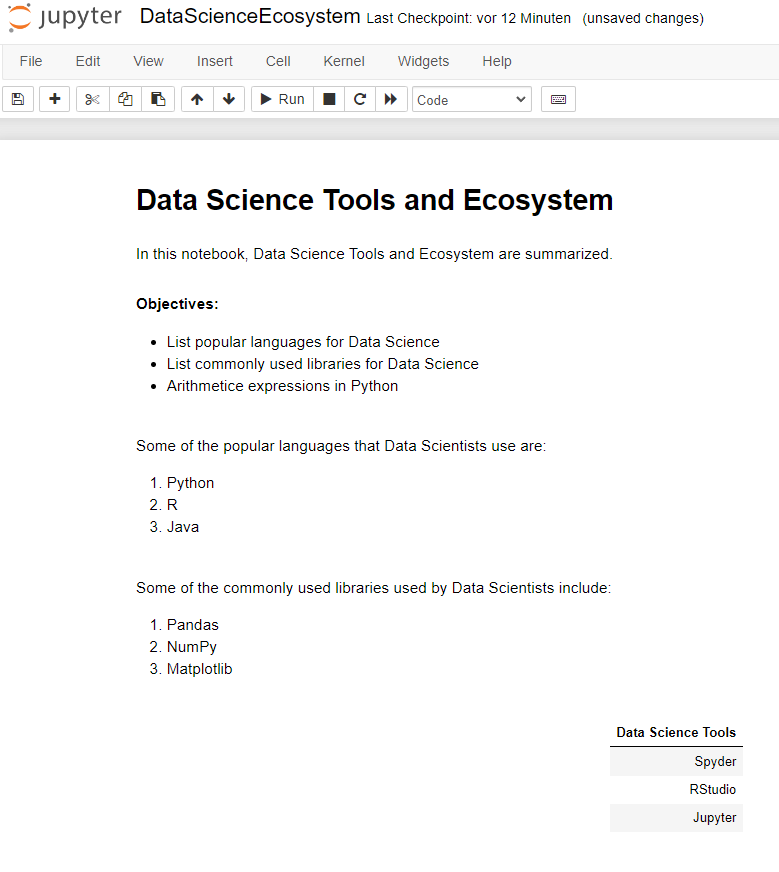 jupyter DataScienceEcosystem Last Checkpoint: vor 12 Minuten (unsaved changes)
File Edit View Insert Cell Kernel Widgets Help
Run Code
Data Science Tools and Ecosystem
In this notebook, Data Science Tools and Ecosystem are summarized.
Objectives:
• List popular languages for Data Science
• List commonly used libraries for Data Science
• Arithmetice expressions in Python
Some of the popular languages that Data Scientists use are:
1. Python
2. R
3. Java
Some of the commonly used libraries used by Data Scientists include:
1. Pandas
2. NumPy
3. Matplotlib
Data Science Tools
Spyder
RStudio
Jupyter